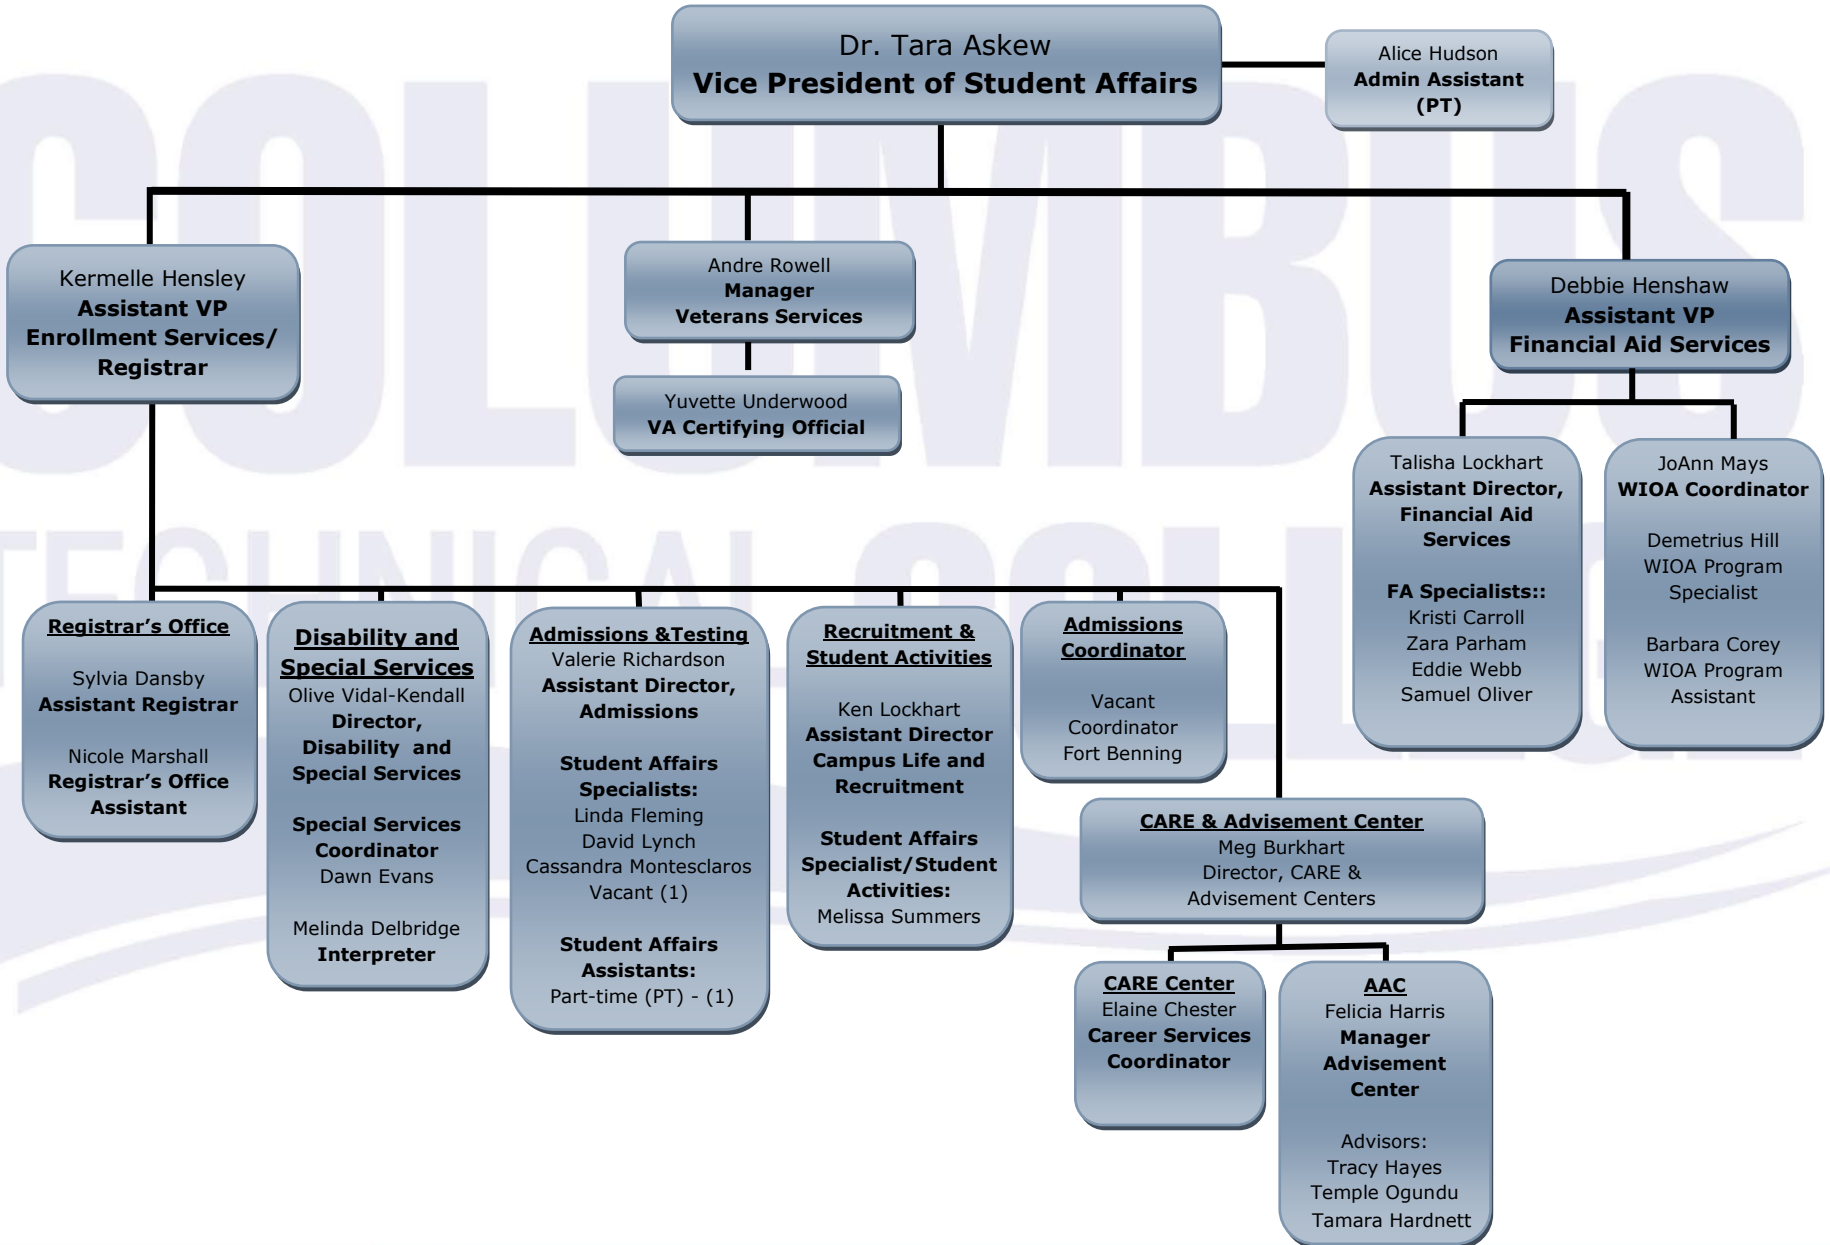 COLUMBUS
TECHNICAL COLLEGE
Dr. Tara Askew
Vice President of Student Affairs
Alice Hudson
Admin Assistant
(PT)
Kermelle Hensley
Assistant VP
Enrollment Services/
Registrar
Andre Rowell
Manager
Veterans Services
Yuvette Underwood
VA Certifying Official
Debbie Henshaw
Assistant VP
Financial Aid Services
Talisha Lockhart
Assistant Director,
Financial Aid
Services
FA Specialists::
Kristi Carroll
Zara Parham
Eddie Webb
Samuel Oliver
JoAnn Mays
WIOA Coordinator
Demetrius Hill
WIOA Program
Specialist
Barbara Corey
WIOA Program
Assistant
Registrar’s Office
Sylvia Dansby
Assistant Registrar
Nicole Marshall
Registrar’s Office
Assistant
Disability and
Special Services
Olive Vidal-Kendall
Director,
Disability and
Special Services
Special Services
Coordinator
Dawn Evans
Melinda Delbridge
Interpreter
Admissions &Testing
Valerie Richardson
Assistant Director,
Admissions
Student Affairs
Specialists:
Linda Fleming
David Lynch
Cassandra Montesclaros
Vacant (1)
Student Affairs
Assistants:
Part-time (PT) - (1)
Recruitment &
Student Activities
Ken Lockhart
Assistant Director
Campus Life and
Recruitment
Student Affairs
Specialist/Student
Activities:
Melissa Summers
Admissions
Coordinator
Vacant
Coordinator
Fort Benning
CARE & Advisement Center
Meg Burkhart
Director, CARE &
Advisement Centers
CARE Center
Elaine Chester
Career Services
Coordinator
AAC
Felicia Harris
Manager
Advisement
Center
Advisors:
Tracy Hayes
Temple Ogundu
Tamara Hardnett